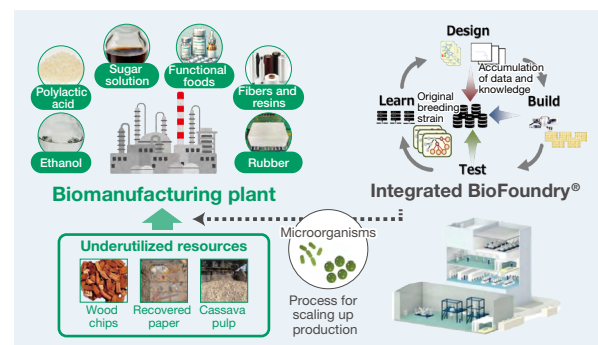 Sugar
solution
Functional
foods
Polylactic
acid
Fibers and
resins
Ethanol
Rubber
Biomanufacturing plant
Underutilized resources
Wood
chips
Recovered
paper
Cassava
pulp
Microorganisms
Process for
scaling up
production
Design
Accumulation
of data and
knowledge
Learn
Original
breeding
strain
Build
Test
Integrated BioFoundry®